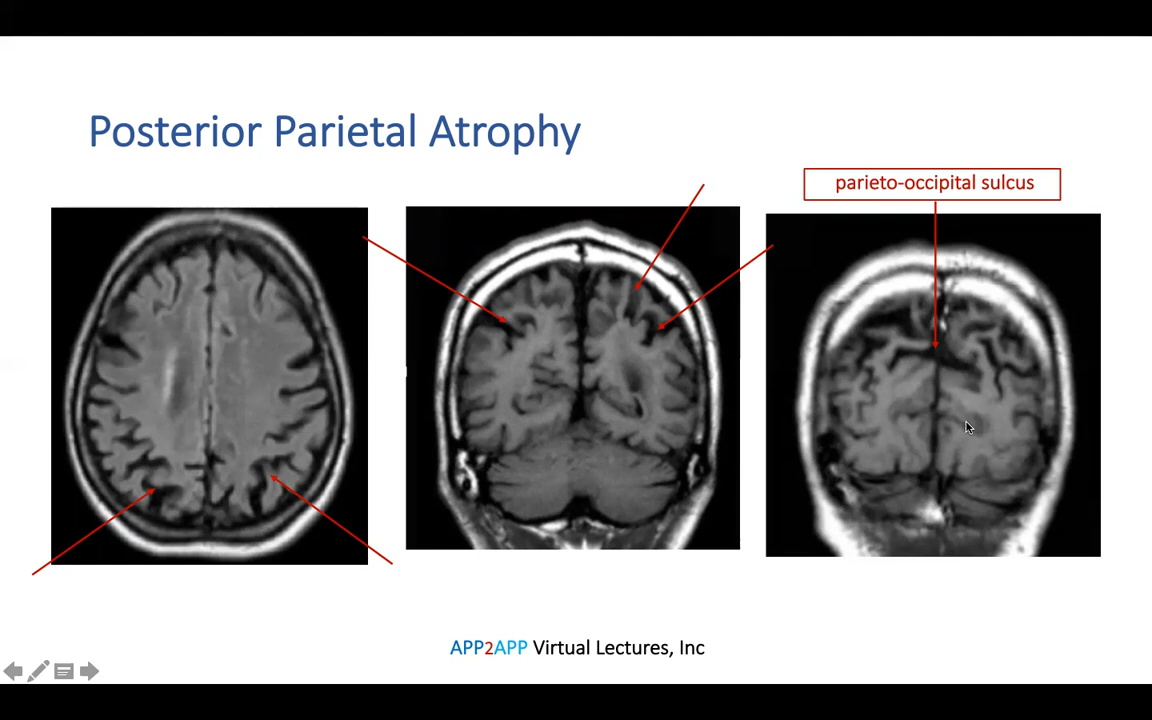 Posterior Parietal Atrophy
parieto-occipital sulcus
APP2APP Virtual Lectures, Inc